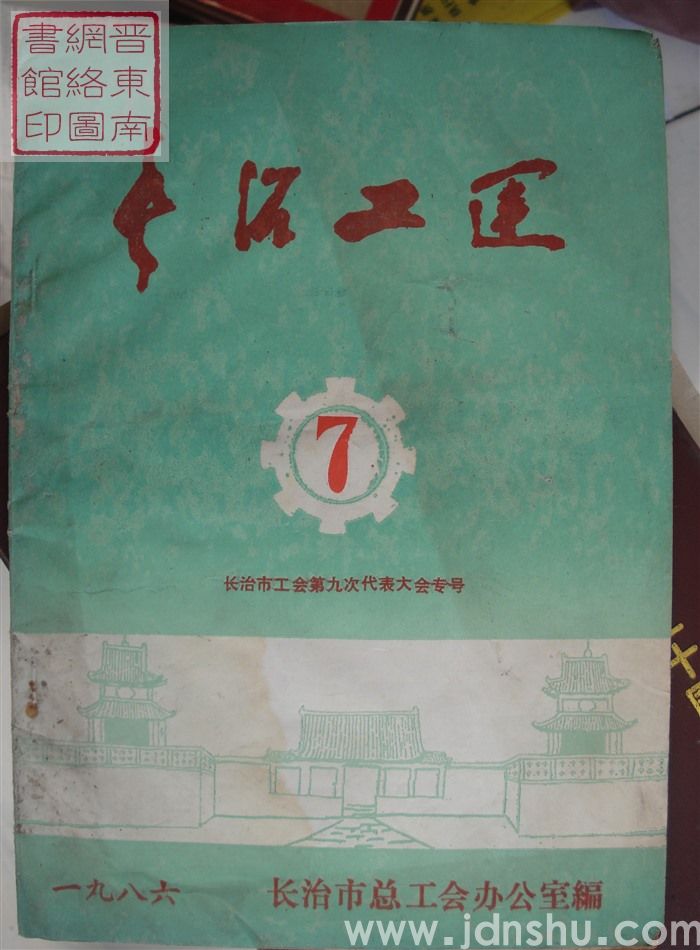 晋東南
網絡圖
書館印
长治工运
7
长治市工会第九次代表大会专号
一九八六 长治市总工会办公室編
www.jdnshu.com